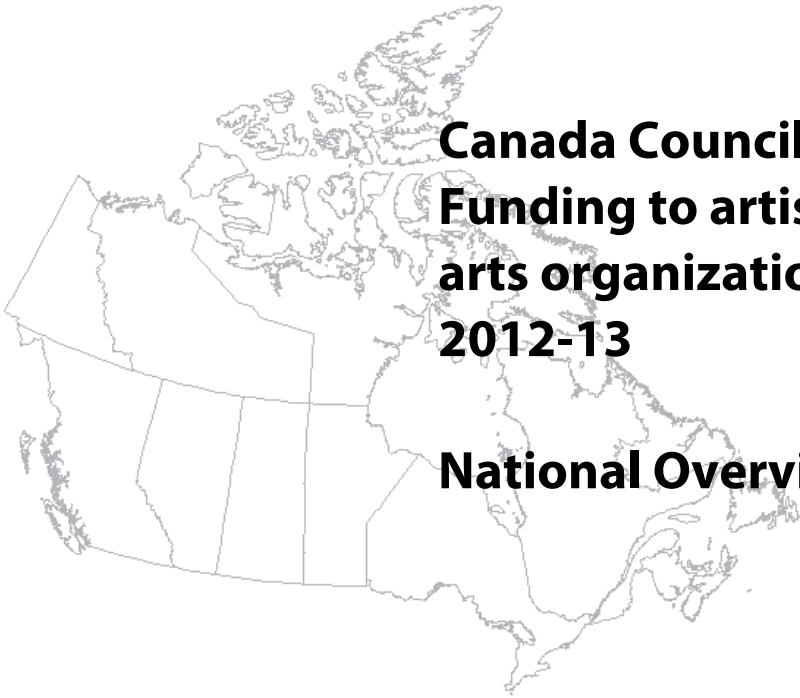 Canada Council
Funding to artis
arts organizatio
2012-13
National Overvi